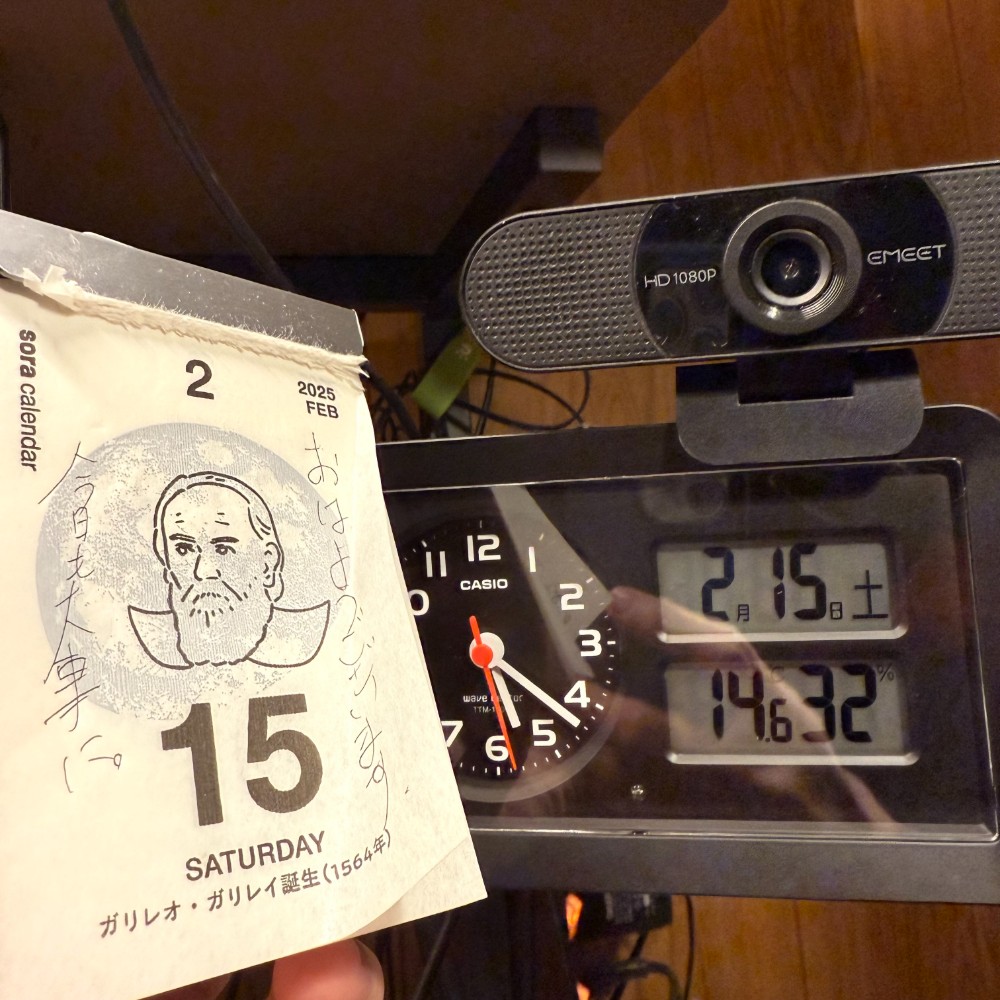 sora calendar
2
2025
FEB
おはようございます。
今日も大事に。
15
SATURDAY
ガリレオ・ガリレイ誕生(1564年)
HD 1080P
EMEET
11
12
1
2
3
4
5
6
7
CASIO
wave ceptor
2月15日 土
14.6 32%